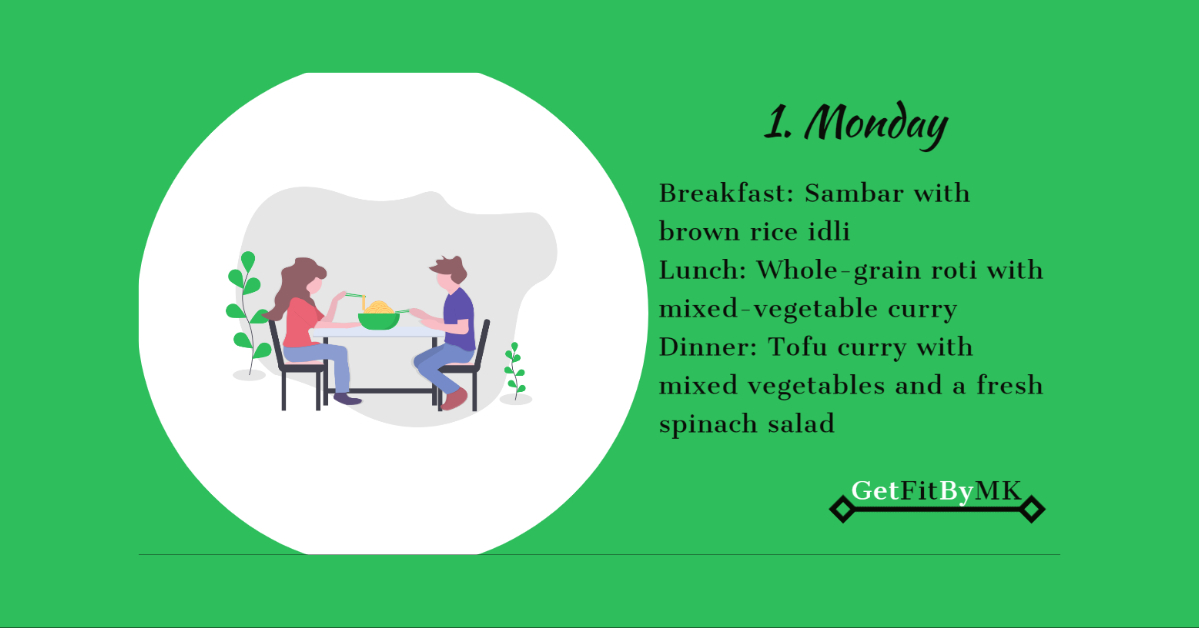 1. Monday
Breakfast: Sambar with
brown rice idli
Lunch: Whole-grain roti with
mixed-vegetable curry
Dinner: Tofu curry with
mixed vegetables and a fresh
spinach salad
GetFitByMK